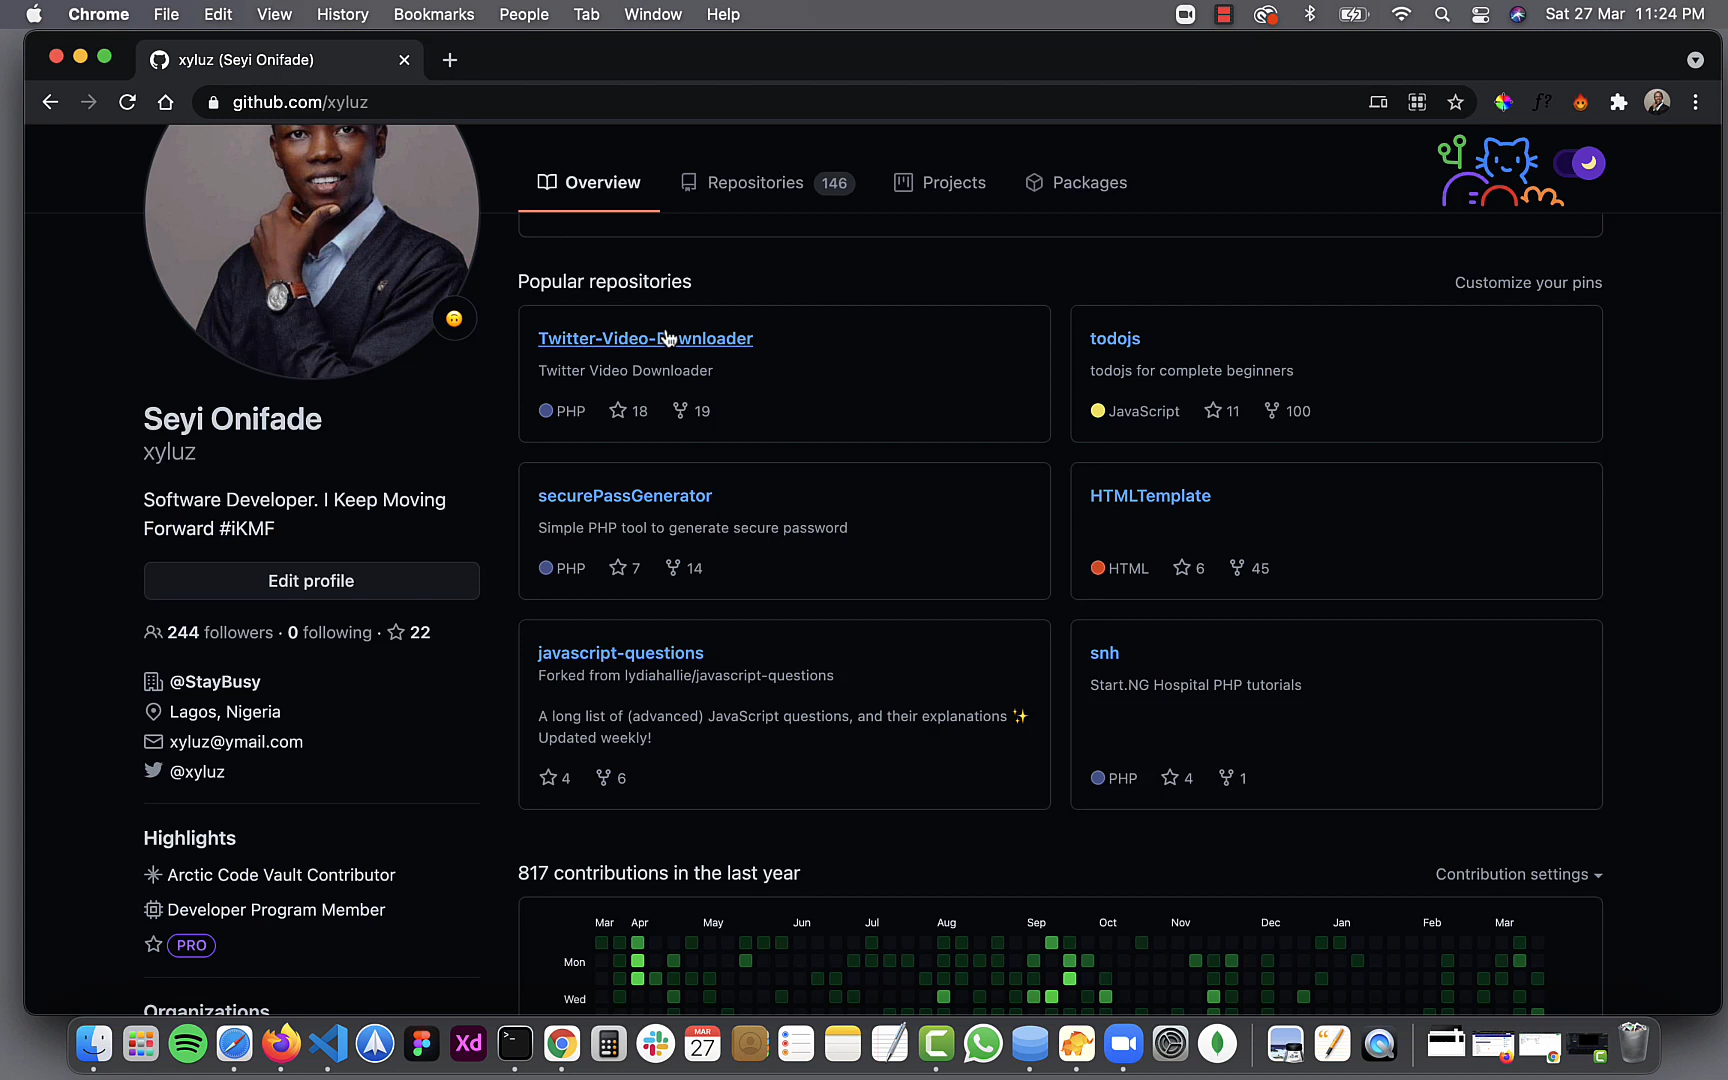 Chrome File Edit View History Bookmarks People Tab Window Help Sat 27 Mar 11:24 PM
xyluz (Seyi Onifade)
github.com/xyluz
Overview Repositories 146 Projects Packages
Popular repositories Customize your pins
Twitter-Video-Downloader
Twitter Video Downloader
PHP 18 19
todojs
todojs for complete beginners
JavaScript 11 100
Seyi Onifade
xyluz
Software Developer. I Keep Moving
Forward #iKMF
Edit profile
244 followers · 0 following · 22
@StayBusy
Lagos, Nigeria
xyluz@ymail.com
@xyluz
Highlights
Arctic Code Vault Contributor
Developer Program Member
PRO
Organizations
securePassGenerator
Simple PHP tool to generate secure password
PHP 7 14
HTMLTemplate
HTML 6 45
javascript-questions
Forked from lydiahallie/javascript-questions
A long list of (advanced) JavaScript questions, and their explanations ✨
Updated weekly!
4 6
snh
Start.NG Hospital PHP tutorials
PHP 4 1
817 contributions in the last year Contribution settings
Mar Apr May Jun Jul Aug Sep Oct Nov Dec Jan Feb Mar
Mon
Wed
Xd
MAR
27